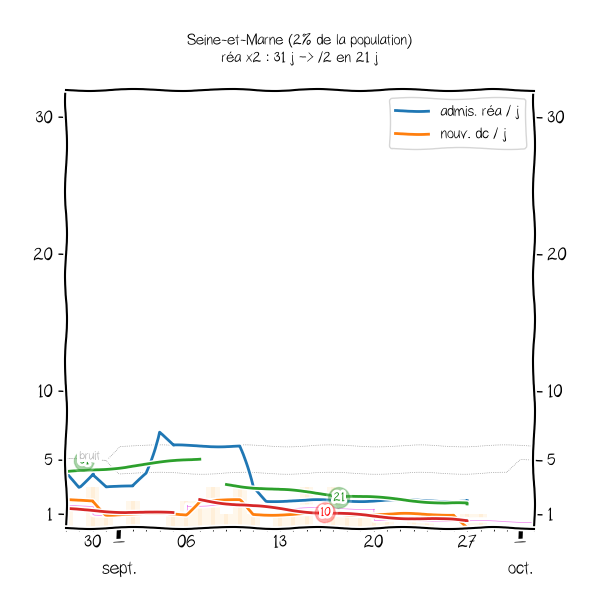 Seine-et-Marne (2% de la population)
réa x2 : 31 j -> /2 en 21 j
admis. réa / j
nouv. dc / j
30
30
20
20
10
10
5
5
1
1
bruit
21
10
30
06
13
20
27
sept.
oct.